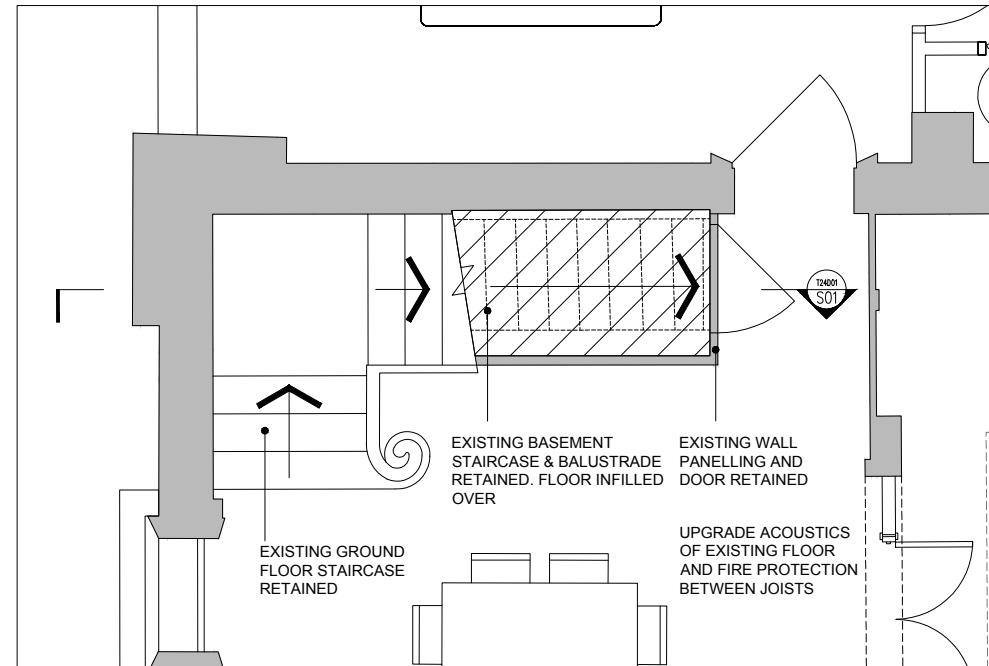 T24D01
S01
EXISTING BASEMENT
STAIRCASE & BALUSTRADE
RETAINED. FLOOR INFILLED
OVER
EXISTING WALL
PANELLING AND
DOOR RETAINED
UPGRADE ACOUSTICS
OF EXISTING FLOOR
AND FIRE PROTECTION
BETWEEN JOISTS
EXISTING GROUND
FLOOR STAIRCASE
RETAINED